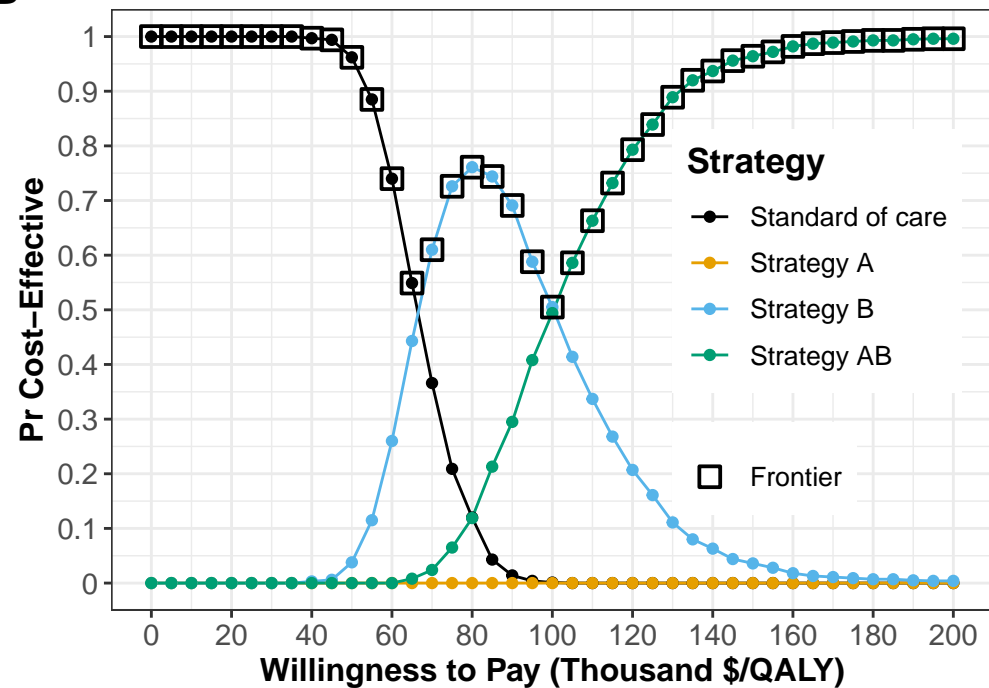 Pr Cost−Effective
1
0.9
0.8
0.7
0.6
0.5
0.4
0.3
0.2
0.1
0
Strategy
Standard of care
Strategy A
Strategy B
Strategy AB
Frontier
0 20 40 60 80 100 120 140 160 180 200
Willingness to Pay (Thousand $/QALY)